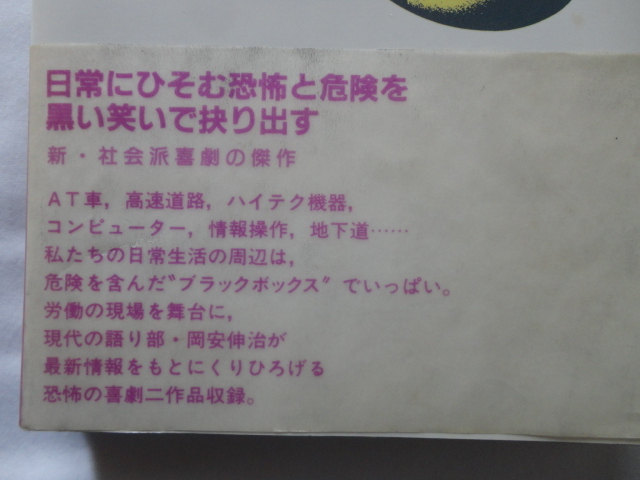 日常にひそむ恐怖と危険を
黒い笑いで抉り出す
新・社会派喜劇の傑作
AT車，高速道路，ハイテク機器，
コンピューター，情報操作，地下道……
私たちの日常生活の周辺は，
危険を含んだ〝ブラックボックス〟でいっぱい。
労働の現場を舞台に，
現代の語り部・岡安伸治が
最新情報をもとにくりひろげる
恐怖の喜劇二作品収録。